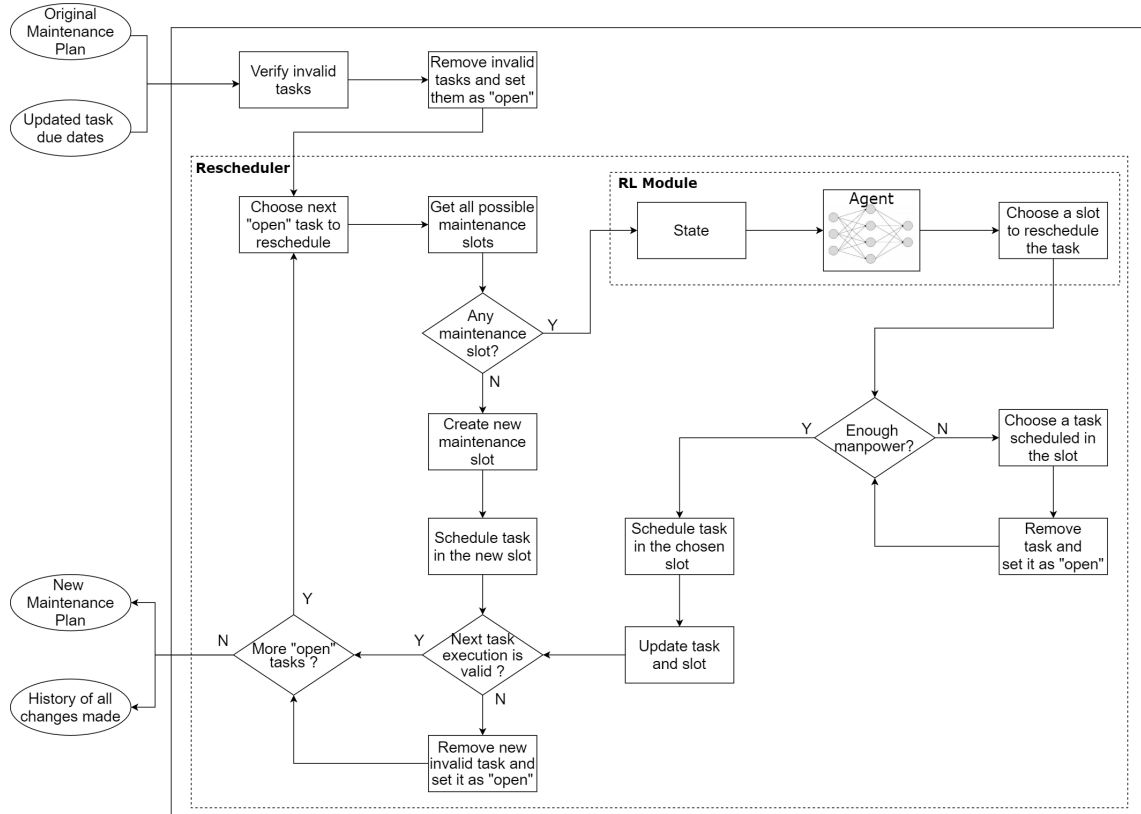 Original
Maintenance
Plan
Updated task
due dates
Verify invalid
tasks
Remove invalid
tasks and set
them as "open"
Rescheduler
Choose next
"open" task to
reschedule
Get all possible
maintenance
slots
RL Module
State
Agent
Choose a slot
to reschedule
the task
Any
maintenance
slot?
Y
N
Create new
maintenance
slot
Schedule task
in the new slot
Enough
manpower?
Y
N
Choose a task
scheduled in
the slot
Remove
task and
set it as "open"
Schedule task
in the chosen
slot
Update task
and slot
Next task
execution is
valid ?
Y
N
Remove new
invalid task and
set it as "open"
More "open"
tasks ?
Y
N
New
Maintenance
Plan
History of all
changes made